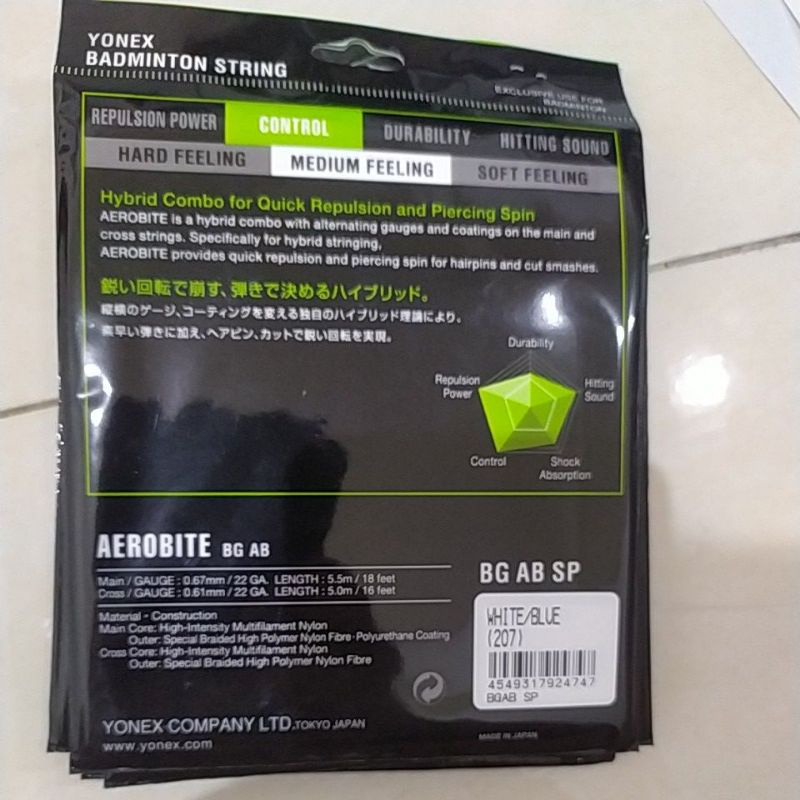 YONEX
BADMINTON STRING
EXCLUSIVE USE FOR
BADMINTON
REPULSION POWER CONTROL DURABILITY HITTING SOUND
HARD FEELING MEDIUM FEELING SOFT FEELING
Hybrid Combo for Quick Repulsion and Piercing Spin
AEROBITE is a hybrid combo with alternating gauges and coatings on the main and
cross strings. Specifically for hybrid stringing,
AEROBITE provides quick repulsion and piercing spin for hairpins and cut smashes.
鋭い回転で崩す、弾きで決めるハイブリッド。
縦横のゲージ、コーティングを変える独自のハイブリッド理論により、
素早い弾きに加え、ヘアピン、カットで鋭い回転を実現。
Durability
Repulsion
Power
Hitting
Sound
Control
Shock
Absorption
AEROBITE BG AB
Main / GAUGE : 0.67mm / 22 GA. LENGTH : 5.5m / 18 feet
Cross / GAUGE : 0.61mm / 22 GA. LENGTH : 5.0m / 16 feet
Material - Construction
Main Core: High-Intensity Multifilament Nylon
Outer: Special Braided High Polymer Nylon Fibre･Polyurethane Coating
Cross Core: High-Intensity Multifilament Nylon
Outer: Special Braided High Polymer Nylon Fibre
BG AB SP
WHITE/BLUE
(207)
4549317924747
BGAB SP
YONEX COMPANY LTD.TOKYO JAPAN
www.yonex.com
MADE IN JAPAN